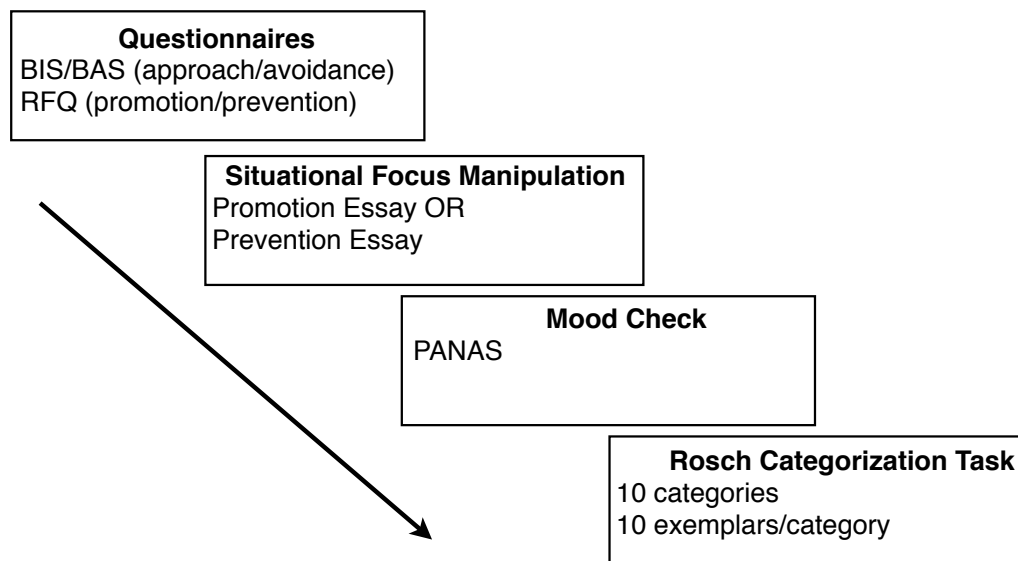 Questionnaires
BIS/BAS (approach/avoidance)
RFQ (promotion/prevention)
Situational Focus Manipulation
Promotion Essay OR
Prevention Essay
Mood Check
PANAS
Rosch Categorization Task
10 categories
10 exemplars/category